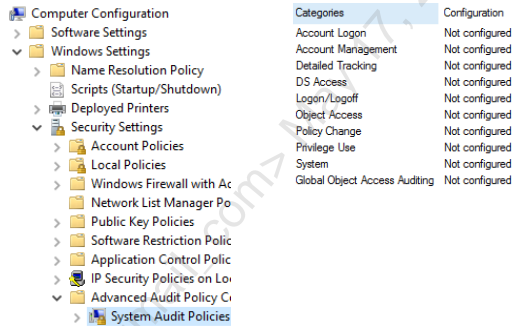 Computer Configuration
Software Settings
Windows Settings
Name Resolution Policy
Scripts (Startup/Shutdown)
Deployed Printers
Security Settings
Account Policies
Local Policies
Windows Firewall with Ac
Network List Manager Po
Public Key Policies
Software Restriction Polic
Application Control Polic
IP Security Policies on Lo
Advanced Audit Policy C
System Audit Policies
Categories Configuration
Account Logon Not configured
Account Management Not configured
Detailed Tracking Not configured
DS Access Not configured
Logon/Logoff Not configured
Object Access Not configured
Policy Change Not configured
Privilege Use Not configured
System Not configured
Global Object Access Auditing Not configured